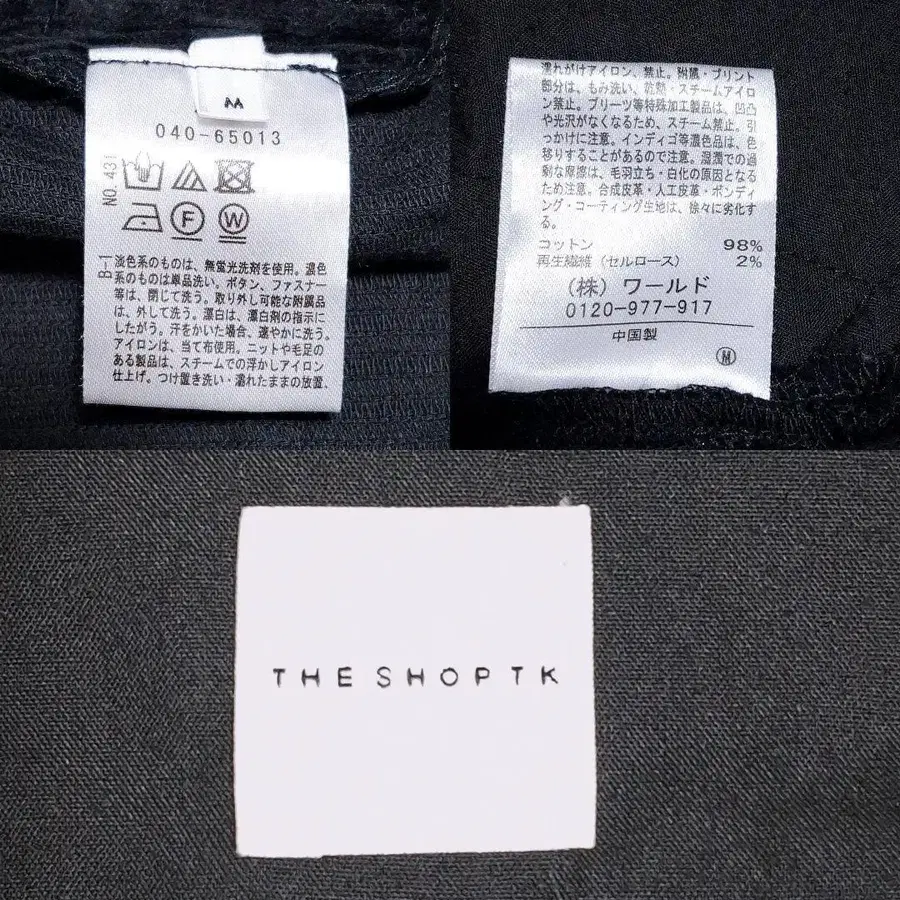 M
040-65013
NO. 431
F
W
B-1
淡色系のものは、無蛍光洗剤を使用。濃色
系のものは単品洗い。ボタン、ファスナー
等は、閉じて洗う。取り外し可能な附属品
は、外して洗う。漂白は、漂白剤の指示に
したがう。汗をかいた場合、速やかに洗う。
アイロンは、当て布使用。ニットや毛足の
ある製品は、スチームでの浮かしアイロン
仕上げ。つけ置き洗い・濡れたままの放置、
濡れがけアイロン、禁止。附属・プリント
部分は、もみ洗い、乾熱・スチームアイロ
ン禁止。プリーツ等特殊加工製品は、凹凸
や光沢がなくなるため、スチーム禁止。引
っかけに注意。インディゴ等濃色品は、色
移りすることがあるので注意。湿潤での過
剰な摩擦は、毛羽立ち・白化の原因となる
ため注意。合成皮革・人工皮革・ボンディ
ング・コーティング生地は、徐々に劣化す
る。
コットン 98%
再生繊維（セルロース） 2%
（株）ワールド
0120-977-917
中国製
M
THE SHOP TK